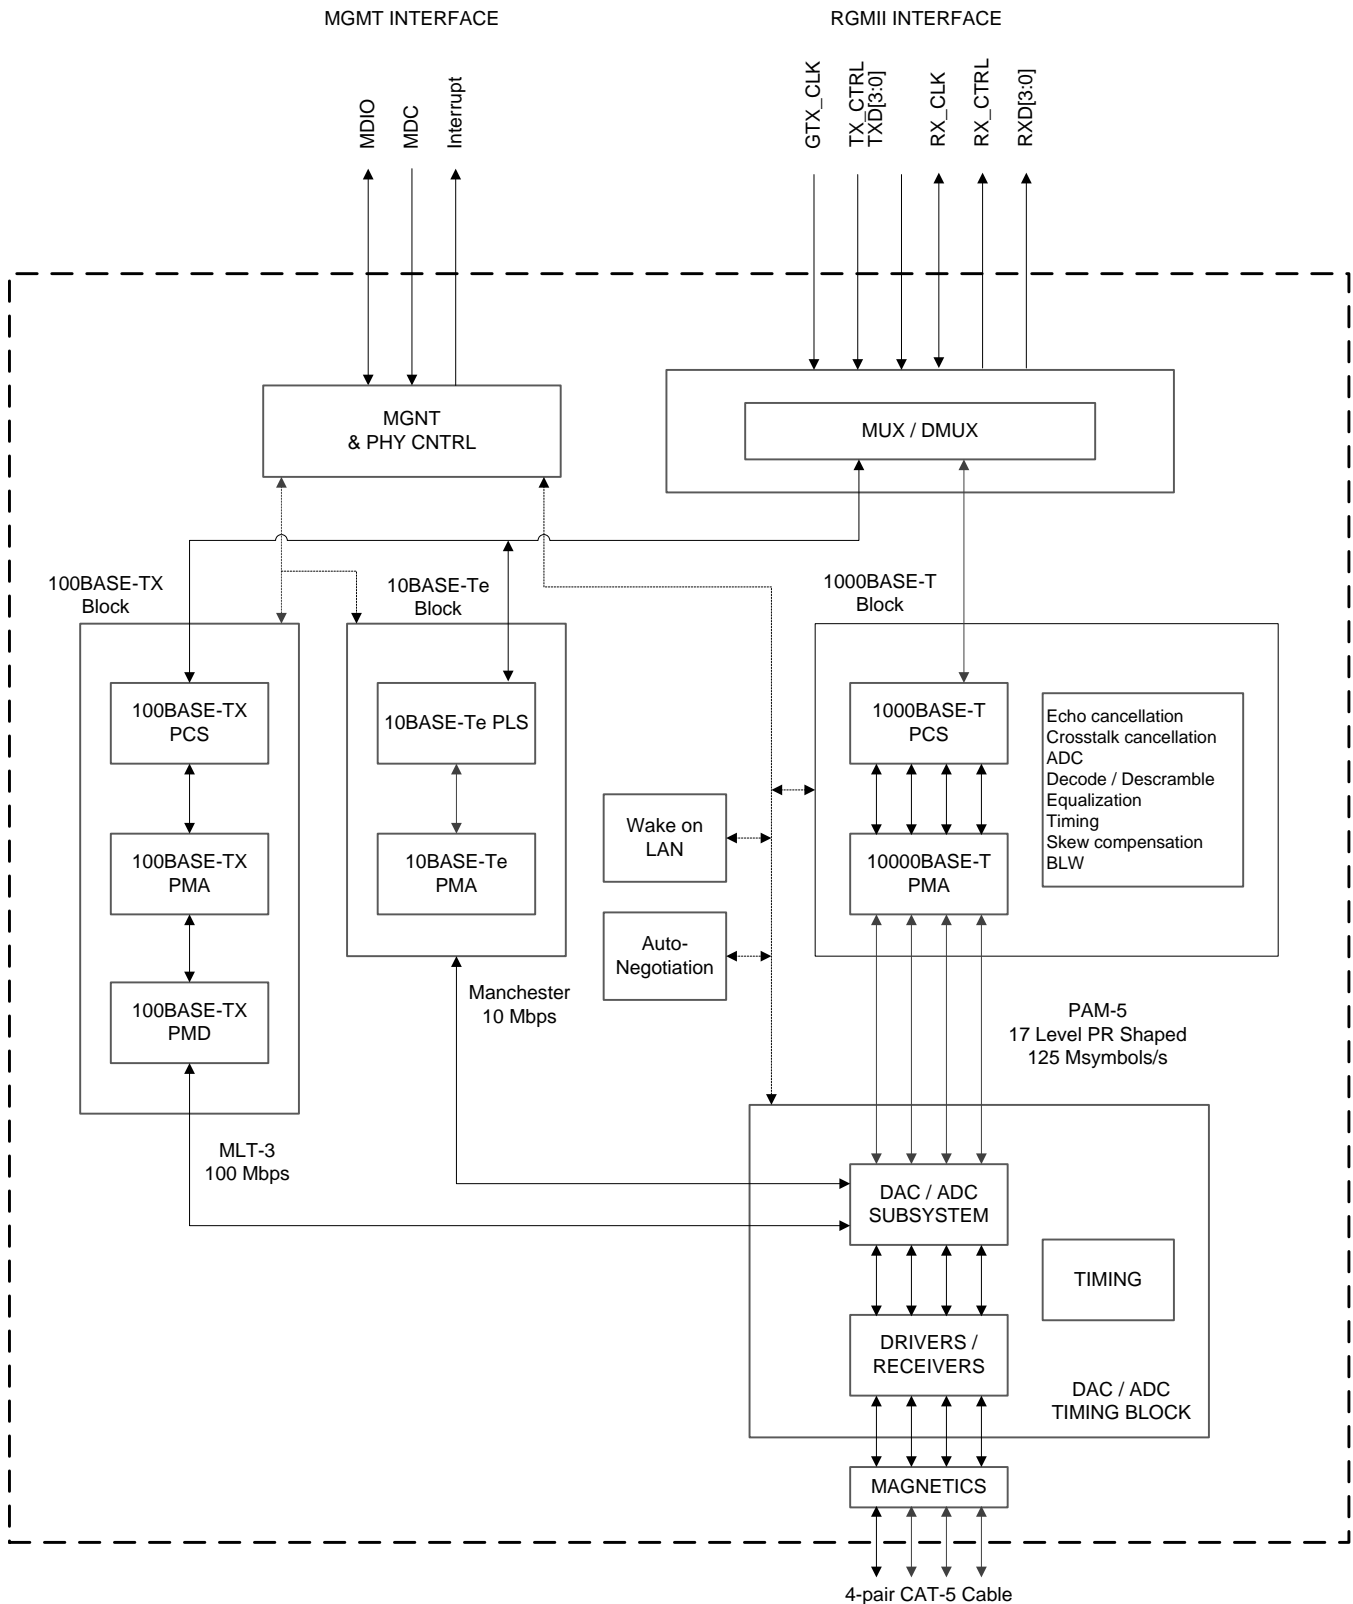 MGMT INTERFACE
RGMII INTERFACE
MDIO
MDC
Interrupt
GTX_CLK
TX_CTRL
TXD[3:0]
RX_CLK
RX_CTRL
RXD[3:0]
MGNT
& PHY CNTRL
MUX / DMUX
100BASE-TX
Block
10BASE-Te
Block
1000BASE-T
Block
100BASE-TX
PCS
10BASE-Te PLS
1000BASE-T
PCS
Echo cancellation
Crosstalk cancellation
ADC
Decode / Descramble
Equalization
Timing
Skew compensation
BLW
Wake on
LAN
100BASE-TX
PMA
10BASE-Te
PMA
10000BASE-T
PMA
Auto-
Negotiation
100BASE-TX
PMD
Manchester
10 Mbps
PAM-5
17 Level PR Shaped
125 Msymbols/s
MLT-3
100 Mbps
DAC / ADC
SUBSYSTEM
TIMING
DRIVERS /
RECEIVERS
DAC / ADC
TIMING BLOCK
MAGNETICS
4-pair CAT-5 Cable